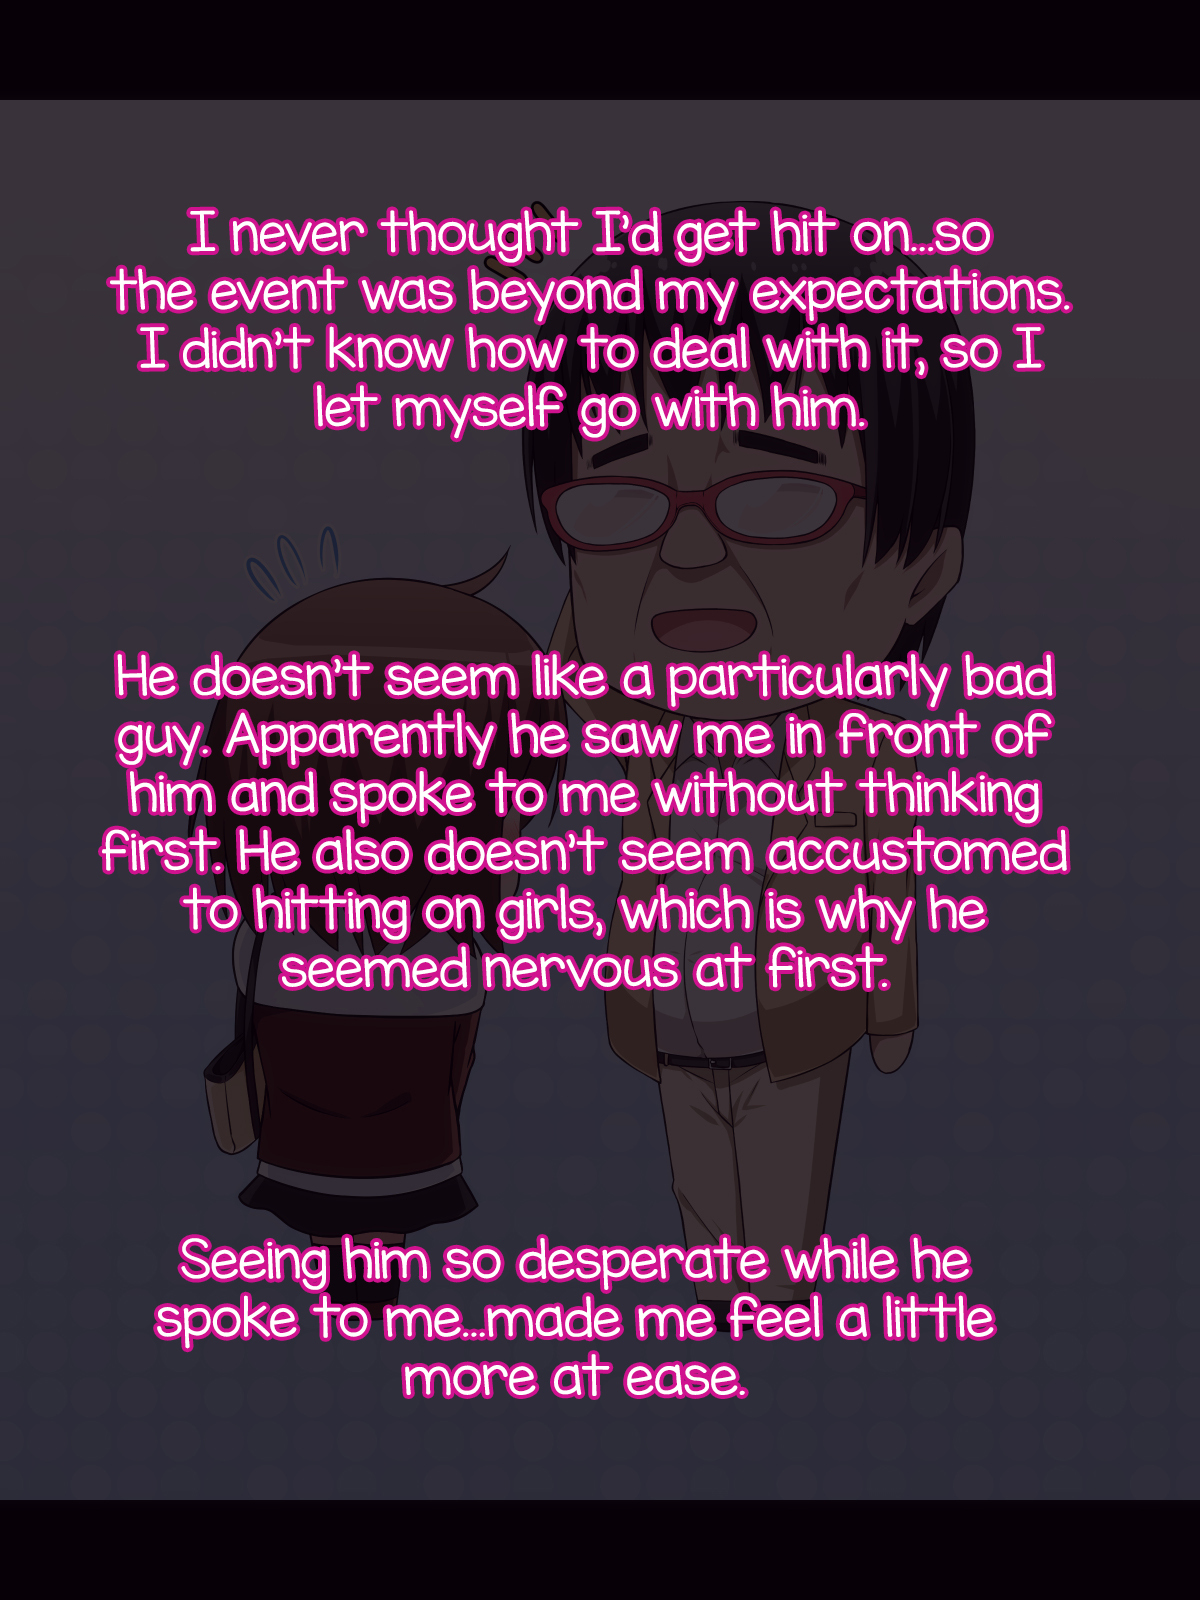 I never thought I'd get hit on...so
the event was beyond my expectations.
I didn't know how to deal with it, so I
let myself go with him.
He doesn't seem like a particularly bad
guy. Apparently he saw me in front of
him and spoke to me without thinking
first. He also doesn't seem accustomed
to hitting on girls, which is why he
seemed nervous at first.
Seeing him so desperate while he
spoke to me...made me feel a little
more at ease.